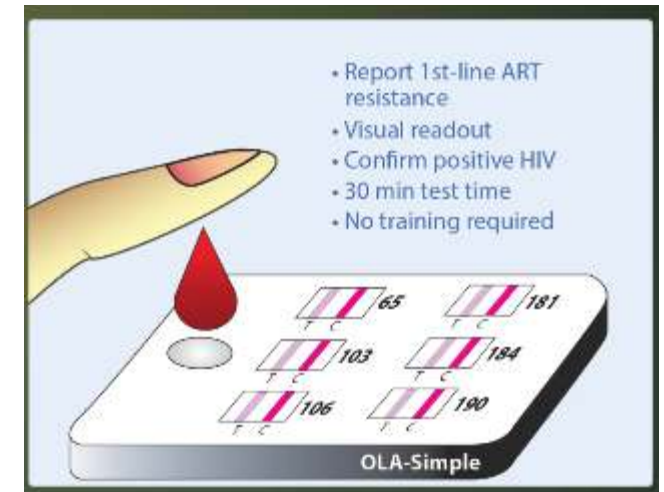 • Report 1st-line ART
resistance
• Visual readout
• Confirm positive HIV
• 30 min test time
• No training required
65
T C
181
103
T C
184
T C
106
T C
190
T C
OLA-Simple